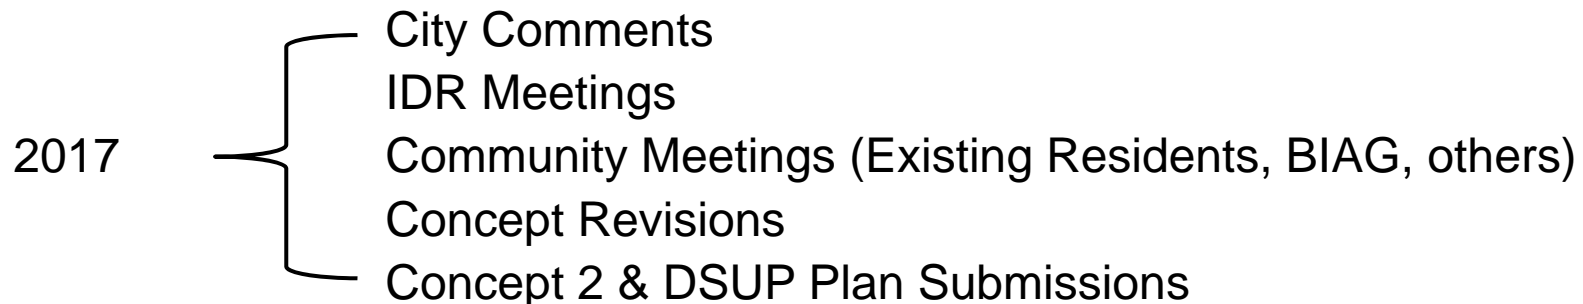 City Comments
IDR Meetings
2017 Community Meetings (Existing Residents, BIAG, others)
Concept Revisions
Concept 2 & DSUP Plan Submissions